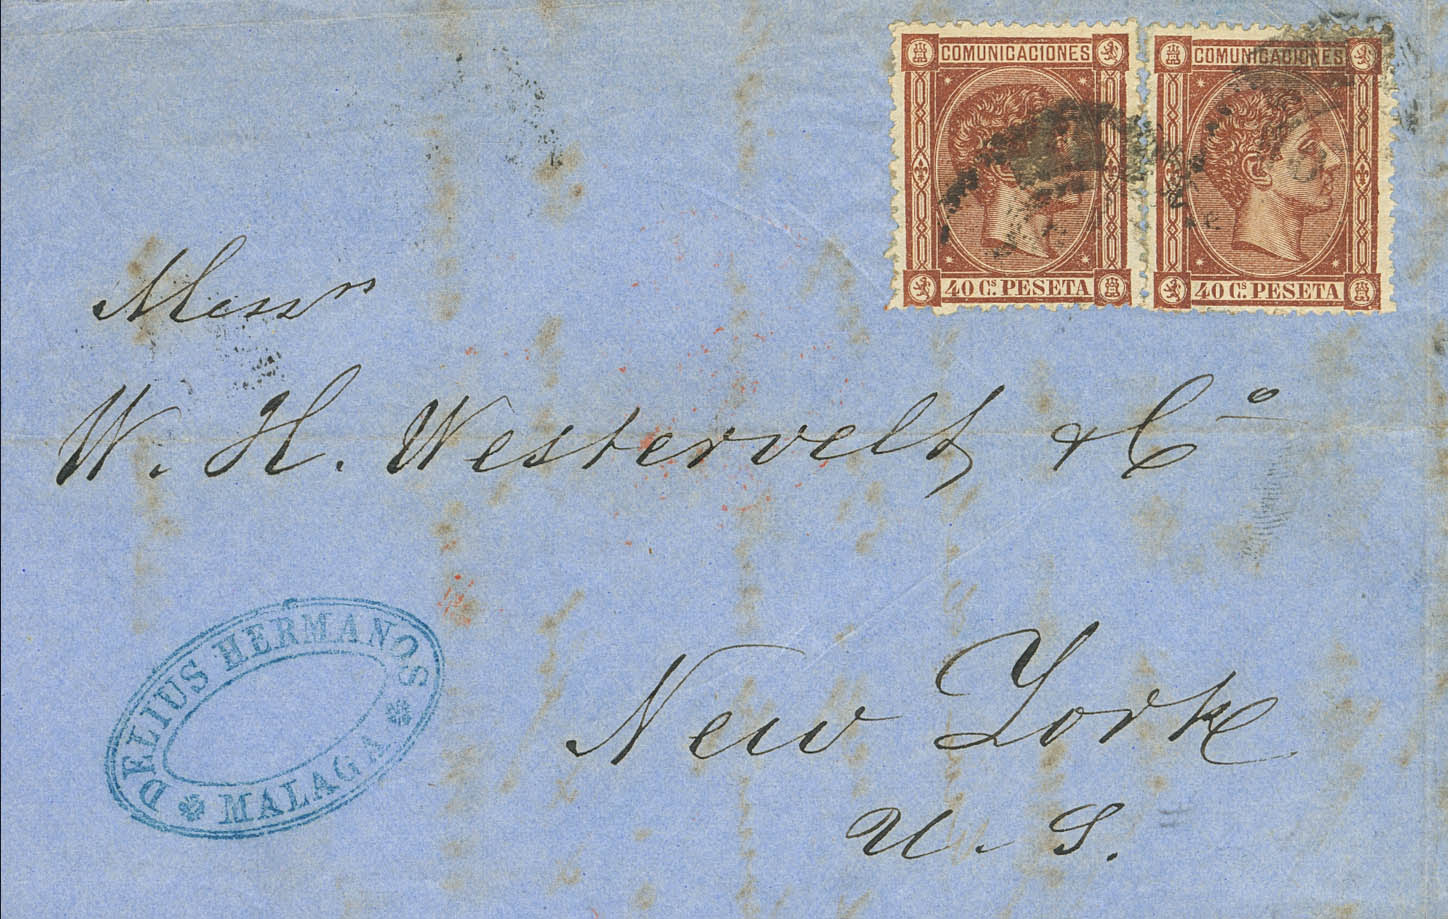 COMUNICACIONES
40 Cs PESETA
COMUNICACIONES
40 Cs PESETA
Messrs
W. H. Westervelt & Co
New York
U. S.
DELIUS HERMANOS
MALAGA